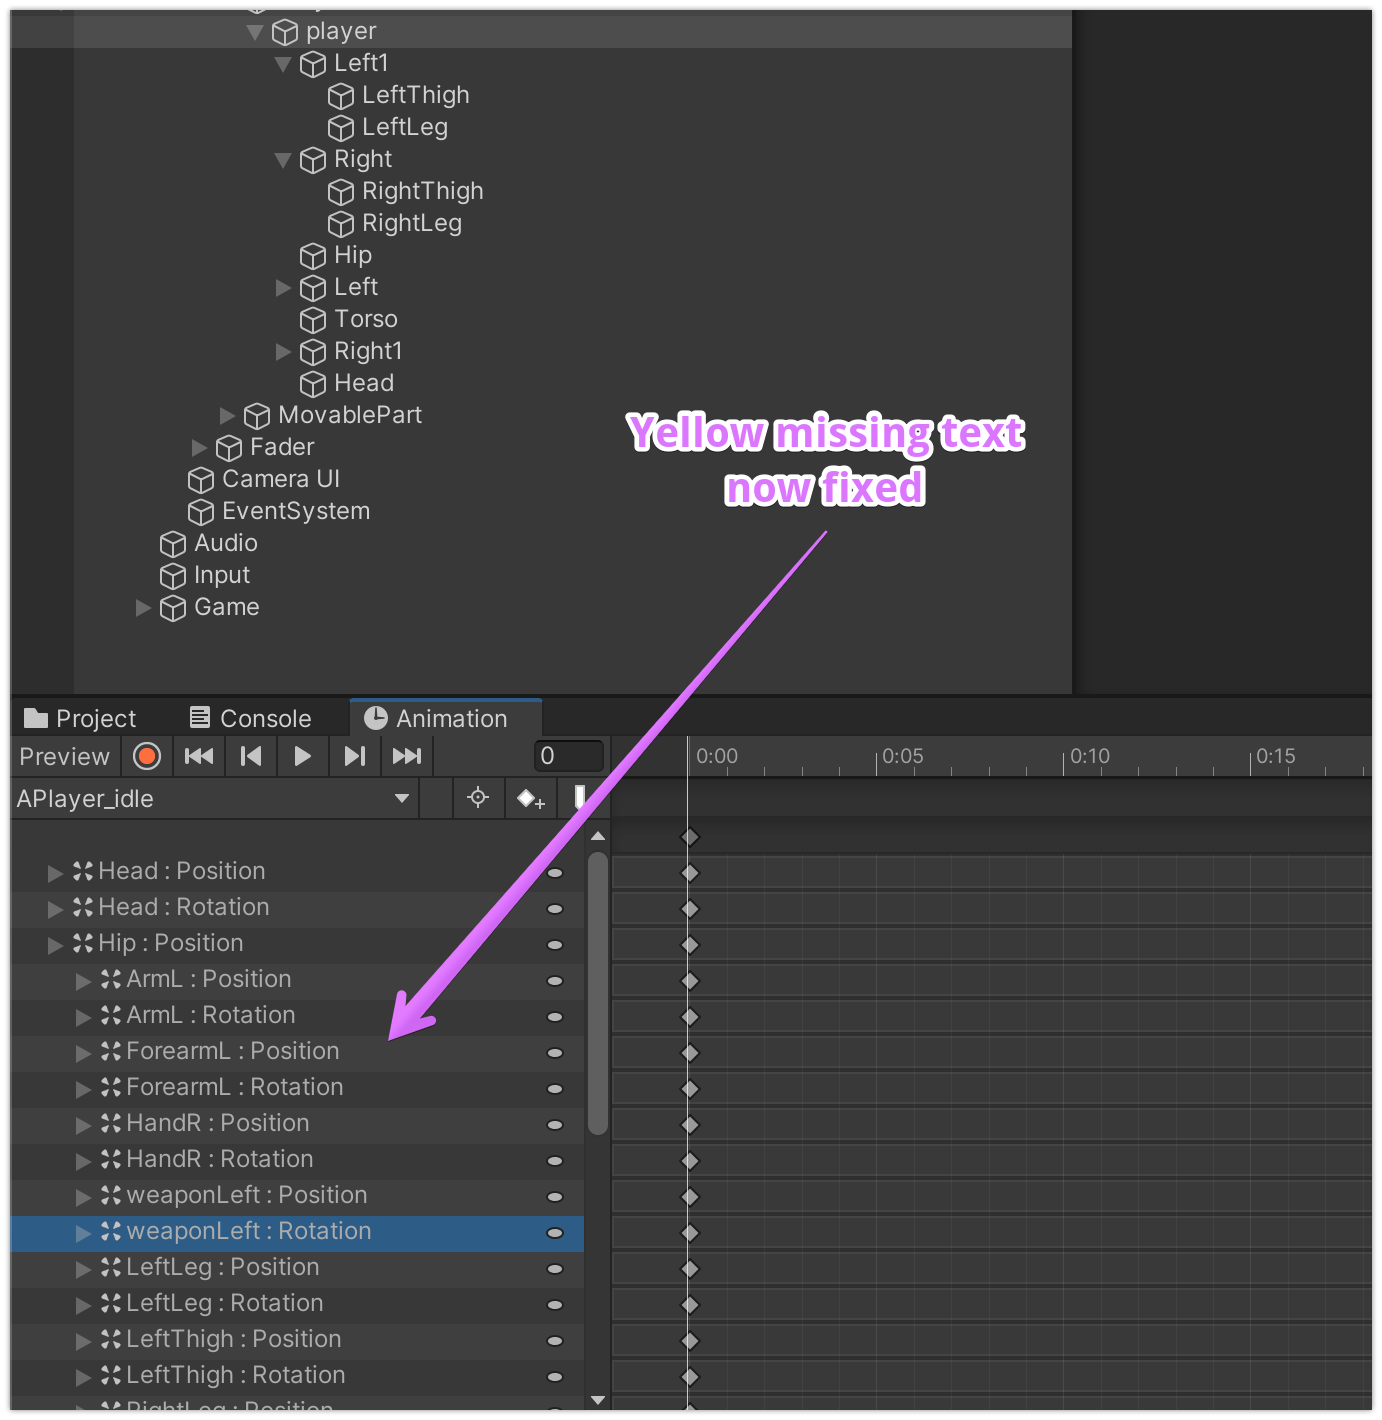 player
Left1
LeftThigh
LeftLeg
Right
RightThigh
RightLeg
Hip
Left
Torso
Right1
Head
MovablePart
Fader
Camera UI
EventSystem
Audio
Input
Game
Yellow missing text
now fixed
Project Console Animation
Preview 0 0:00 0:05 0:10 0:15
APlayer_idle
Head : Position
Head : Rotation
Hip : Position
ArmL : Position
ArmL : Rotation
ForearmL : Position
ForearmL : Rotation
HandR : Position
HandR : Rotation
weaponLeft : Position
weaponLeft : Rotation
LeftLeg : Position
LeftLeg : Rotation
LeftThigh : Position
LeftThigh : Rotation
RightLeg : Position